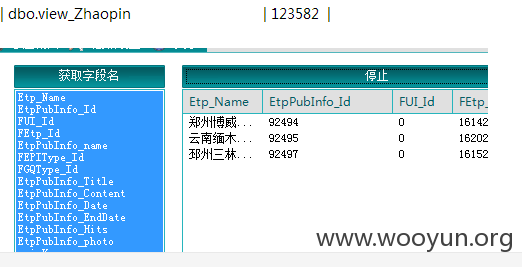 dbo.view_Zhaopin | 123582 |
获取字段名 停止
Etp_Name
EtpPubInfo_Id
FUI_Id
FEtp_Id
EtpPubInfo_name
FEPIType_Id
FGQType_Id
EtpPubInfo_Title
EtpPubInfo_Content
EtpPubInfo_Date
EtpPubInfo_EndDate
EtpPubInfo_Hits
EtpPubInfo_photo
Etp_Name EtpPubInfo_Id FUI_Id FEtp_
郑州博威... 92494 0 16142
云南缅木... 92495 0 16202
邳州三林... 92497 0 16152
www.wooyun.org